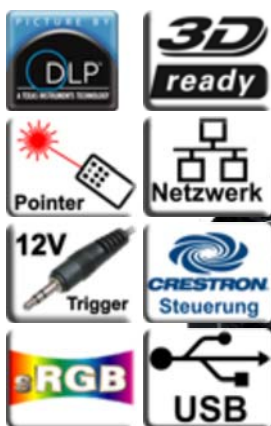 PICTURE BY
DLP
A TEXAS INSTRUMENTS TECHNOLOGY
3D
ready
Pointer
Netzwerk
12V
Trigger
CRESTRON
Steuerung
sRGB
USB